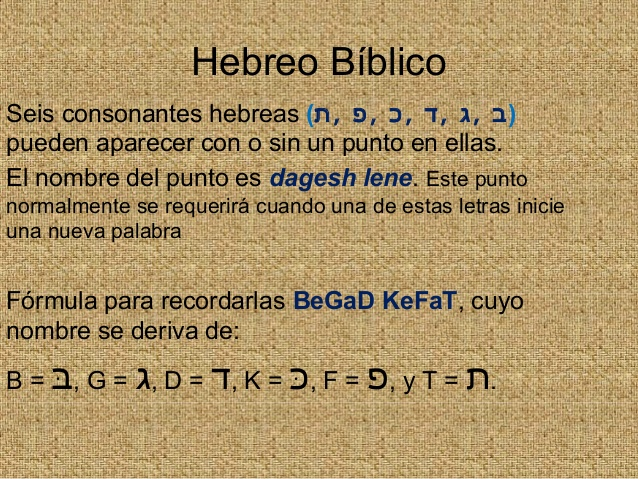 Hebreo Bíblico
Seis consonantes hebreas (ב, ג, ד, כ, פ, ת)
pueden aparecer con o sin un punto en ellas.
El nombre del punto es dagesh lene. Este punto
normalmente se requerirá cuando una de estas letras inicie
una nueva palabra
Fórmula para recordarlas BeGaD KeFaT, cuyo
nombre se deriva de:
B = בּ, G = ג, D = ד, K = כּ, F = פ, y T = ת.